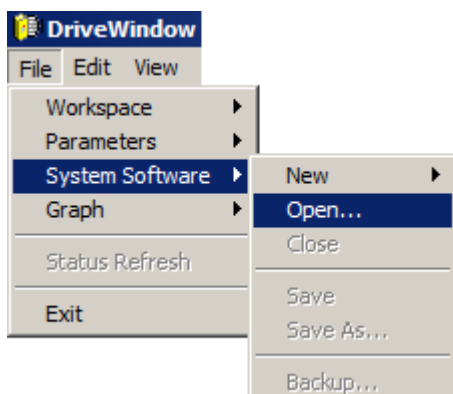 DriveWindow
File Edit View
Workspace
Parameters
System Software
Graph
Status Refresh
Exit
New
Open...
Close
Save
Save As...
Backup...